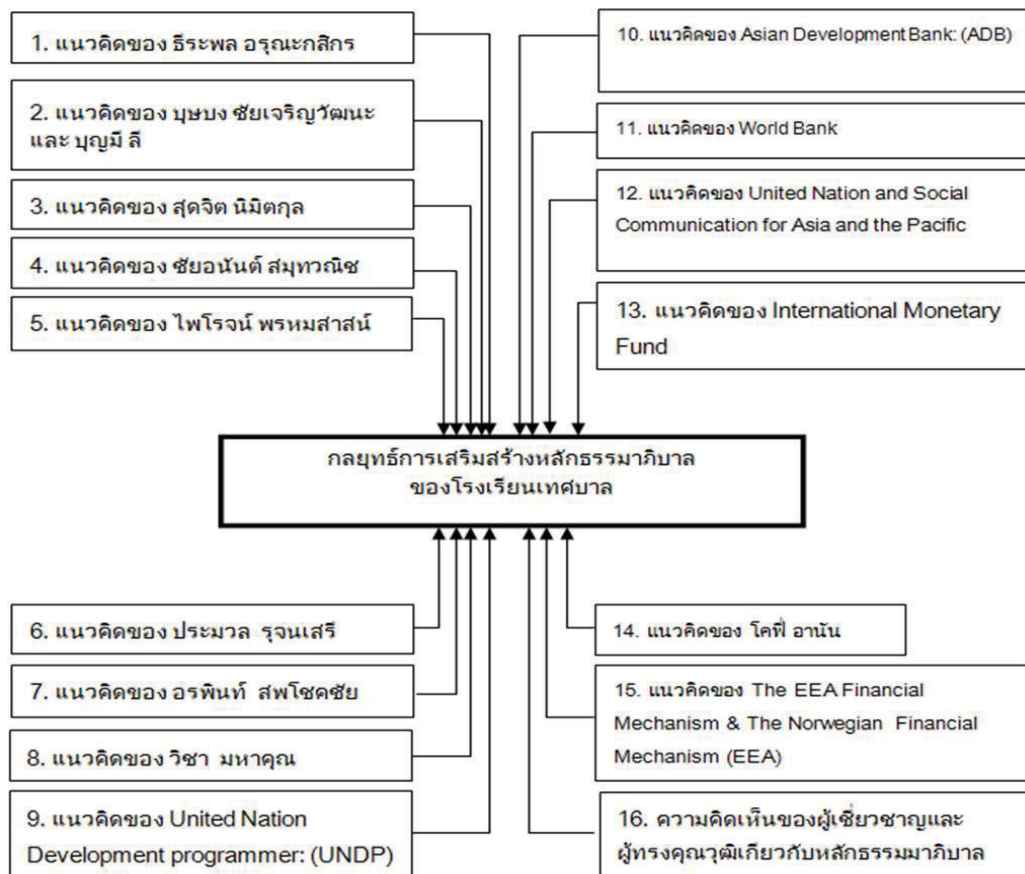 1. แนวคิดของ ธีระพล อรุณะกสิกร
2. แนวคิดของ บุษบง ชัยเจริญวัฒนะ
และ บุญมี ลี
3. แนวคิดของ สุดจิต นิมิตกุล
4. แนวคิดของ ชัยอนันต์ สมุทวณิช
5. แนวคิดของ ไพโรจน์ พรหมสาสน์
10. แนวคิดของ Asian Development Bank: (ADB)
11. แนวคิดของ World Bank
12. แนวคิดของ United Nation and Social
Communication for Asia and the Pacific
13. แนวคิดของ International Monetary
Fund
กลยุทธ์การเสริมสร้างหลักธรรมาภิบาล
ของโรงเรียนเทศบาล
6. แนวคิดของ ประมวล รุจนเสรี
7. แนวคิดของ อรพินท์ สพโชคชัย
8. แนวคิดของ วิชา มหาคุณ
9. แนวคิดของ United Nation
Development programmer: (UNDP)
14. แนวคิดของ โคฟี่ อานัน
15. แนวคิดของ The EEA Financial
Mechanism & The Norwegian Financial
Mechanism (EEA)
16. ความคิดเห็นของผู้เชี่ยวชาญและ
ผู้ทรงคุณวุฒิเกี่ยวกับหลักธรรมมาภิบาล